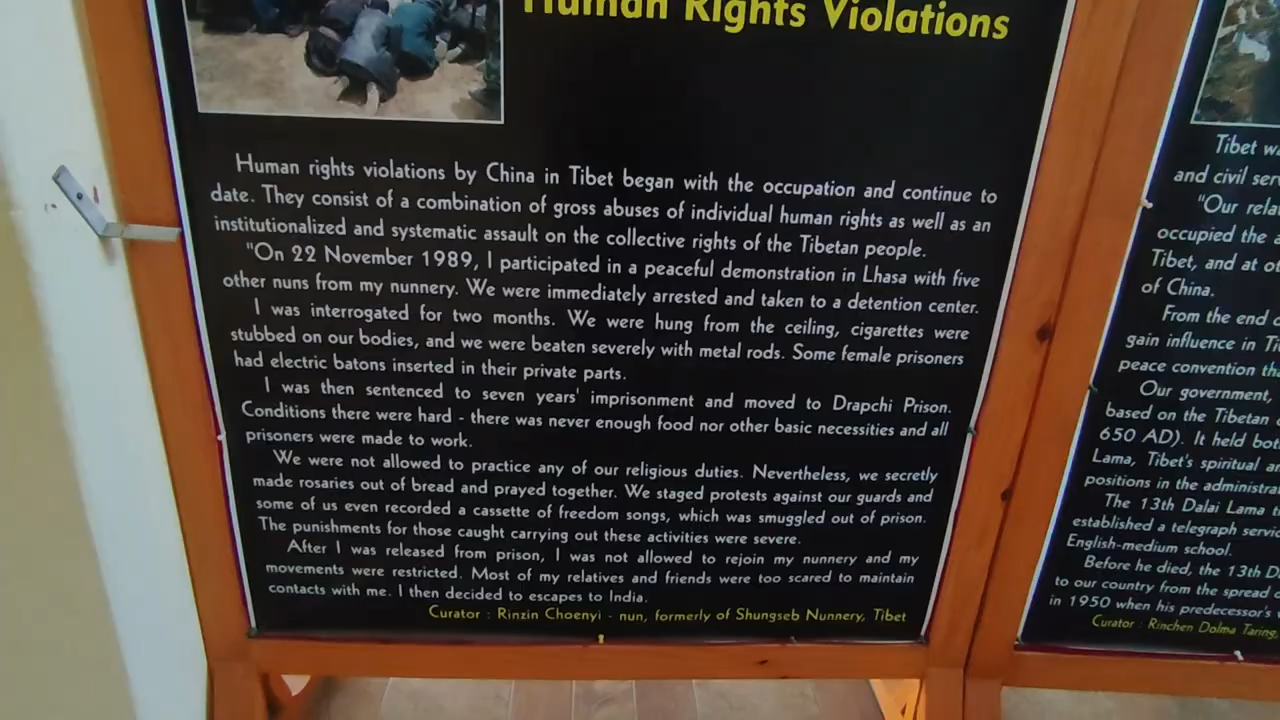 Human Rights Violations
Human rights violations by China in Tibet began with the occupation and continue to
date. They consist of a combination of gross abuses of individual human rights as well as an
institutionalized and systematic assault on the collective rights of the Tibetan people.
"On 22 November 1989, I participated in a peaceful demonstration in Lhasa with five
other nuns from my nunnery. We were immediately arrested and taken to a detention center.
I was interrogated for two months. We were hung from the ceiling, cigarettes were
stubbed on our bodies, and we were beaten severely with metal rods. Some female prisoners
had electric batons inserted in their private parts.
I was then sentenced to seven years' imprisonment and moved to Drapchi Prison.
Conditions there were hard - there was never enough food nor other basic necessities and all
prisoners were made to work.
We were not allowed to practice any of our religious duties. Nevertheless, we secretly
made rosaries out of bread and prayed together. We staged protests against our guards and
some of us even recorded a cassette of freedom songs, which was smuggled out of prison.
The punishments for those caught carrying out these activities were severe.
After I was released from prison, I was not allowed to rejoin my nunnery and my
movements were restricted. Most of my relatives and friends were too scared to maintain
contacts with me. I then decided to escapes to India.
Curator : Rinzin Choenyi - nun, formerly of Shungseb Nunnery, Tibet
Tibet
and civil
"Our
occupied the
Tibet, and at
of China.
From the end
gain influence in
peace convention
Our government,
based on the Tibetan
650 AD). It held
Lama, Tibet's spiritual
positions in the
The 13th Dalai Lama
established a telegraph
English-medium school.
Before he died, the 13th
to our country from the spread
in 1950 when his predecessor's
Curator : Rinchen Dolma Taring